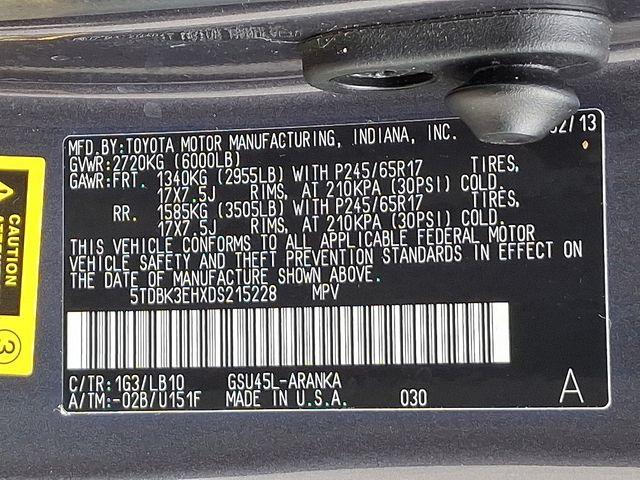 MFD.BY:TOYOTA MOTOR MANUFACTURING, INDIANA, INC. 02/13
GVWR:2720KG (6000LB)
GAWR:FRT. 1340KG (2955LB) WITH P245/65R17 TIRES,
17X7.5J RIMS, AT 210KPA (30PSI) COLD.
RR. 1585KG (3505LB) WITH P245/65R17 TIRES,
17X7.5J RIMS, AT 210KPA (30PSI) COLD.
THIS VEHICLE CONFORMS TO ALL APPLICABLE FEDERAL MOTOR
VEHICLE SAFETY AND THEFT PREVENTION STANDARDS IN EFFECT ON
THE DATE OF MANUFACTURE SHOWN ABOVE.
5TDBK3EHXDS215228 MPV
C/TR:1G3/LB10 GSU45L-ARANKA
A/TM:-02B/U151F MADE IN U.S.A. 030
A
CAUTION
3